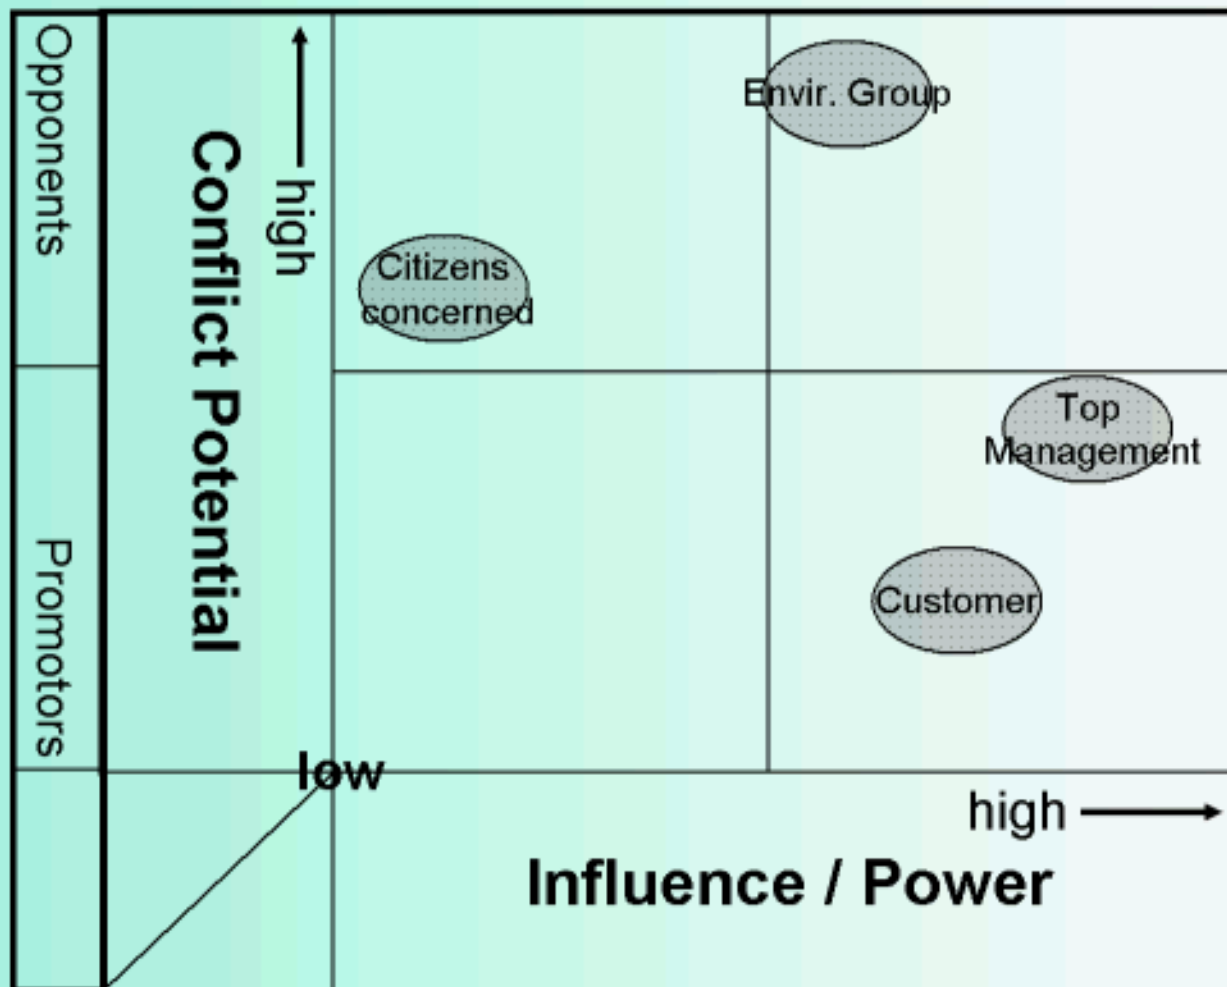 Opponents
Promotors
Conflict Potential
high
Envir. Group
Citizens
concerned
Top
Management
Customer
low
high
Influence / Power